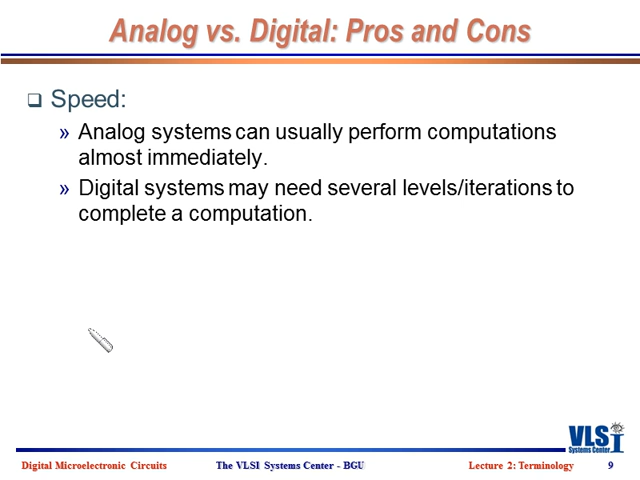 Analog vs. Digital: Pros and Cons
Speed:
» Analog systems can usually perform computations
almost immediately.
» Digital systems may need several levels/iterations to
complete a computation.
VLSI
Systems Center
Digital Microelectronic Circuits The VLSI Systems Center - BGU Lecture 2: Terminology 9